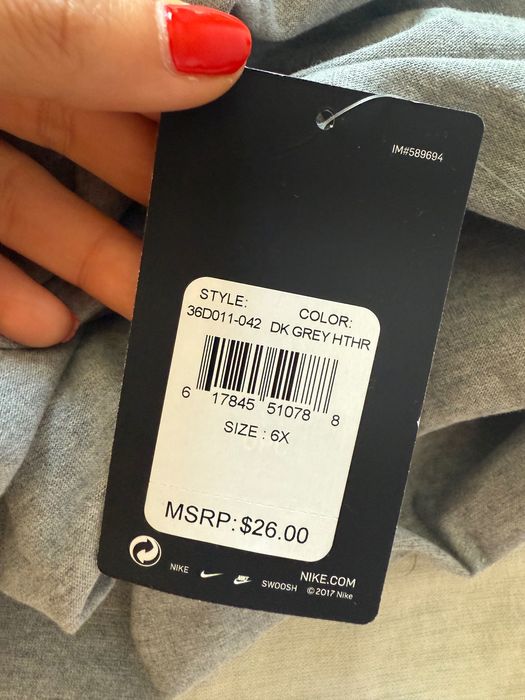 IM#589694
STYLE: COLOR:
36D011-042 DK GREY HTHR
6 17845 51078 8
SIZE : 6X
MSRP: $26.00
NIKE SWOOSH NIKE.COM
©2017 Nike